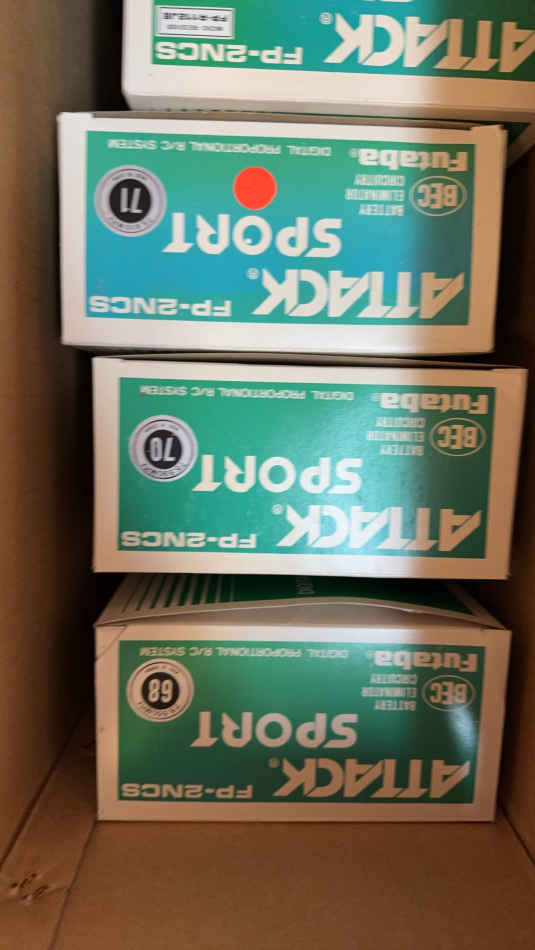 ATTACK® FP-2NCS
SPORT
68
BEC BATTERY
ELIMINATOR
CIRCUITRY
Futaba® DIGITAL PROPORTIONAL R/C SYSTEM
ATTACK® FP-2NCS
SPORT
70
BEC BATTERY
ELIMINATOR
CIRCUITRY
Futaba® DIGITAL PROPORTIONAL R/C SYSTEM
ATTACK® FP-2NCS
SPORT
71
BEC BATTERY
ELIMINATOR
CIRCUITRY
Futaba® DIGITAL PROPORTIONAL R/C SYSTEM
ATTACK® FP-2NCS
FP-R112JE